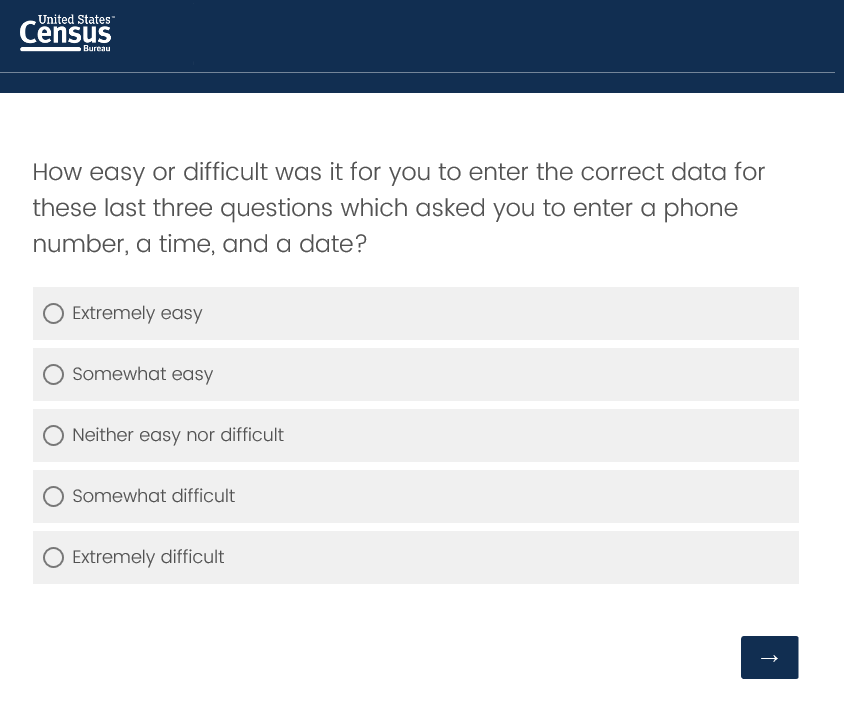 United States™
Census
Bureau
How easy or difficult was it for you to enter the correct data for
these last three questions which asked you to enter a phone
number, a time, and a date?
Extremely easy
Somewhat easy
Neither easy nor difficult
Somewhat difficult
Extremely difficult
→